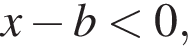 x − b < 0,